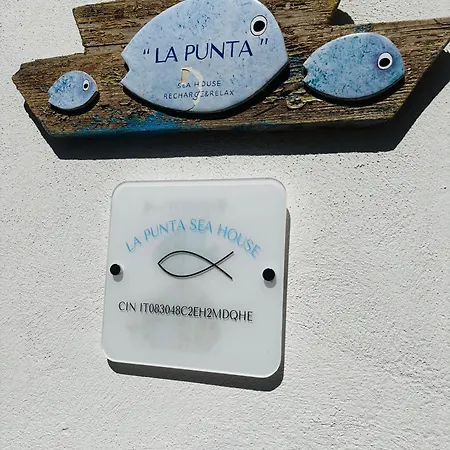 "LA PUNTA"
SEA HOUSE
RECHARGE&RELAX
LA PUNTA SEA HOUSE
CIN IT083048C2EH2MDQHE